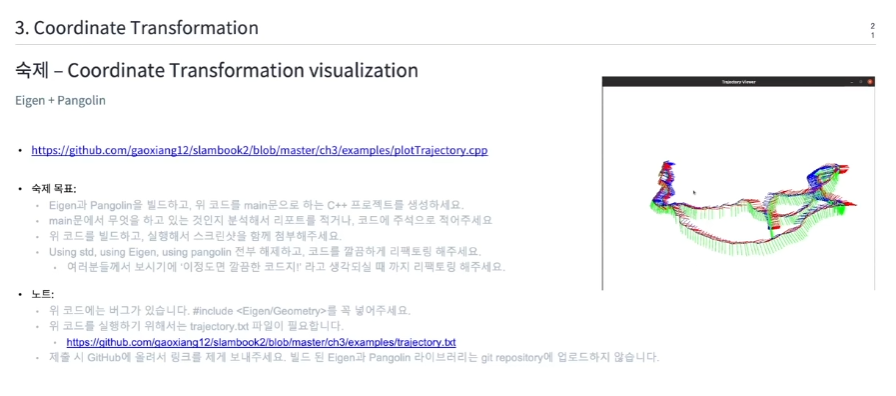 3. Coordinate Transformation
2
1
숙제 – Coordinate Transformation visualization
Eigen + Pangolin
Trajectory Viewer
• https://github.com/gaoxiang12/slambook2/blob/master/ch3/examples/plotTrajectory.cpp
• 숙제 목표:
• Eigen과 Pangolin을 빌드하고, 위 코드를 main문으로 하는 C++ 프로젝트를 생성하세요.
• main문에서 무엇을 하고 있는 것인지 분석해서 리포트를 적거나, 코드에 주석으로 적어주세요
• 위 코드를 빌드하고, 실행해서 스크린샷을 함께 첨부해주세요.
• Using std, using Eigen, using pangolin 전부 해제하고, 코드를 깔끔하게 리팩토링 해주세요.
• 여러분들께서 보시기에 '이정도면 깔끔한 코드지!' 라고 생각되실 때 까지 리팩토링 해주세요.
• 노트:
• 위 코드에는 버그가 있습니다. #include <Eigen/Geometry>를 꼭 넣어주세요.
• 위 코드를 실행하기 위해서는 trajectory.txt 파일이 필요합니다.
• https://github.com/gaoxiang12/slambook2/blob/master/ch3/examples/trajectory.txt
• 제출 시 GitHub에 올려서 링크를 제게 보내주세요. 빌드 된 Eigen과 Pangolin 라이브러리는 git repository에 업로드하지 않습니다.